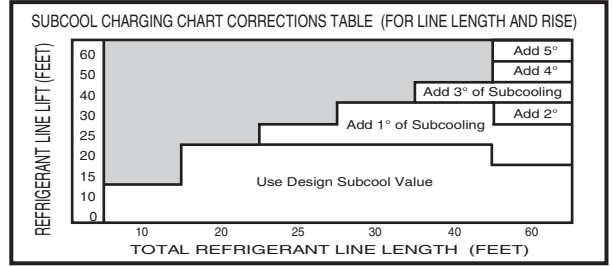 SUBCOOL CHARGING CHART CORRECTIONS TABLE (FOR LINE LENGTH AND RISE)
REFRIGERANT LINE LIFT (FEET)
60
50
40
30
25
20
15
10
0
Add 5°
Add 4°
Add 3° of Subcooling
Add 2°
Add 1° of Subcooling
Use Design Subcool Value
10 20 25 30 40 60
TOTAL REFRIGERANT LINE LENGTH (FEET)